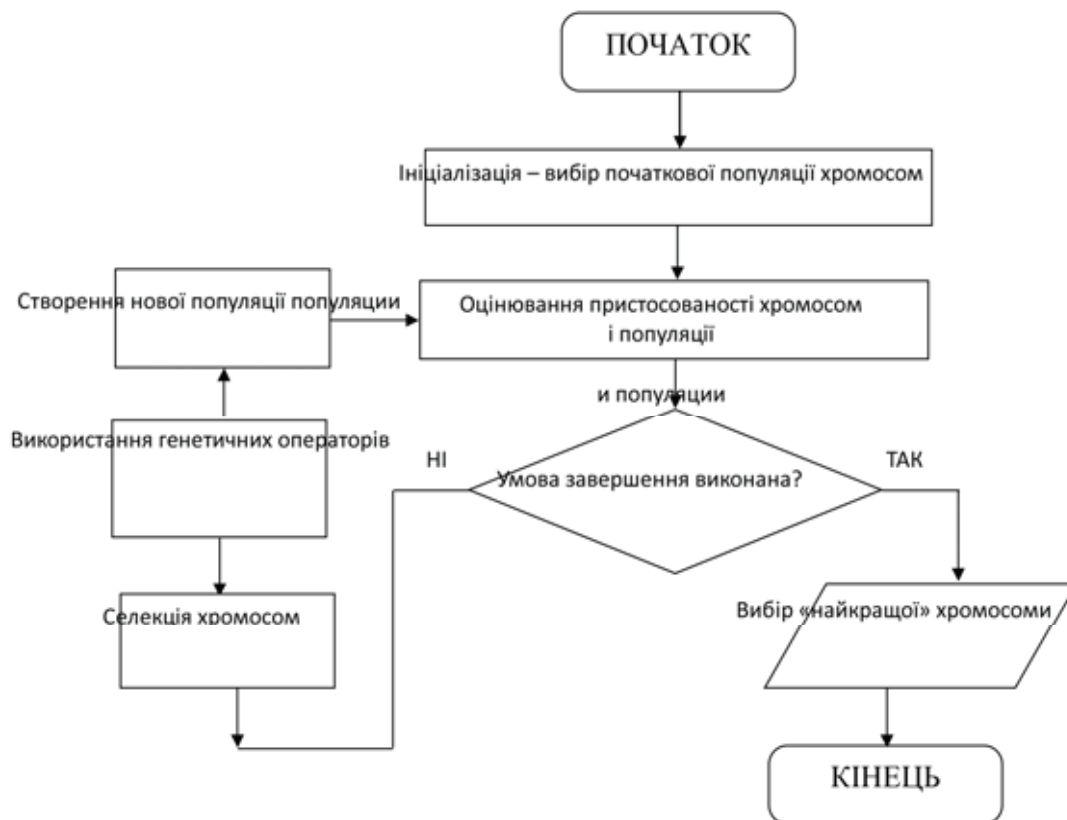 ПОЧАТОК
Ініціалізація – вибір початкової популяції хромосом
Створення нової популяції популяции
Оцінювання пристосованості хромосом
і популяції
и популяции
Використання генетичних операторів
НІ
ТАК
Умова завершення виконана?
Селекція хромосом
Вибір «найкращої» хромосоми
КІНЕЦЬ